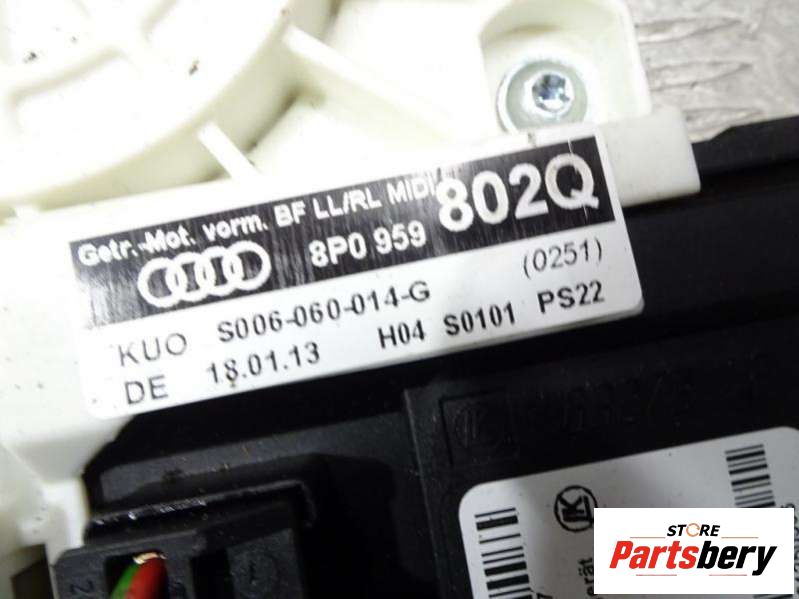 Getr.-Mot. vorm. BF LL/RL MIDI
8P0 959 802Q
S006-060-014-G (0251)
KUO H04 S0101 PS22
DE 18.01.13
STORE
Partsbery